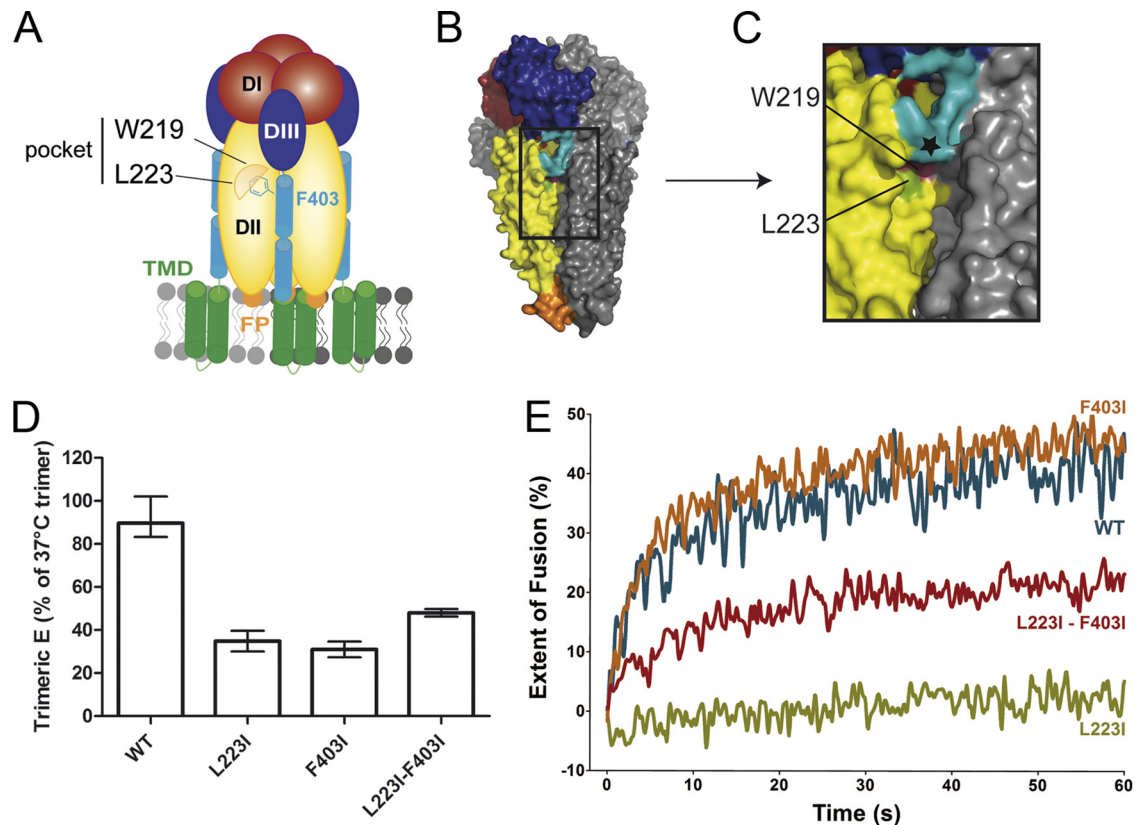 A
DI
DIII
W219
pocket
L223
F403
DII
TMD
FP
B
C
W219
L223
D
Trimeric E (% of 37°C trimer)
120
100
80
60
40
20
0
WT
L223I
F403I
L223I-F403I
E
Extent of Fusion (%)
50
40
30
20
10
0
-10
F403I
WT
L223I - F403I
L223I
0
10
20
30
40
50
60
Time (s)